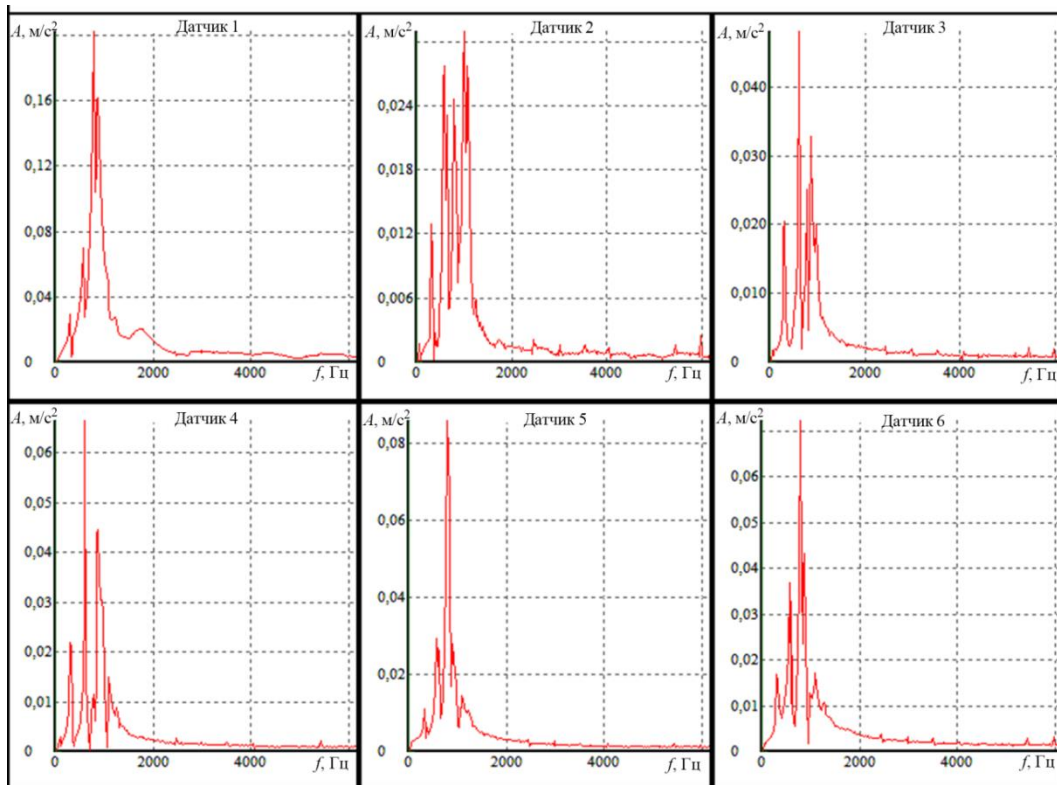 A, м/с²
Датчик 1
0,16
0,12
0,08
0,04
0
2000
4000
f, Гц
A, м/с²
Датчик 2
0,024
0,018
0,012
0,006
0
0
2000
4000
f, Гц
A, м/с²
Датчик 3
0,040
0,030
0,020
0,010
0
0
2000
4000
f, Гц
A, м/с²
Датчик 4
0,06
0,05
0,04
0,03
0,02
0,01
0
0
2000
4000
f, Гц
A, м/с²
Датчик 5
0,08
0,06
0,04
0,02
0
0
2000
4000
f, Гц
A, м/с²
Датчик 6
0,06
0,05
0,04
0,03
0,02
0,01
0
0
2000
4000
f, Гц